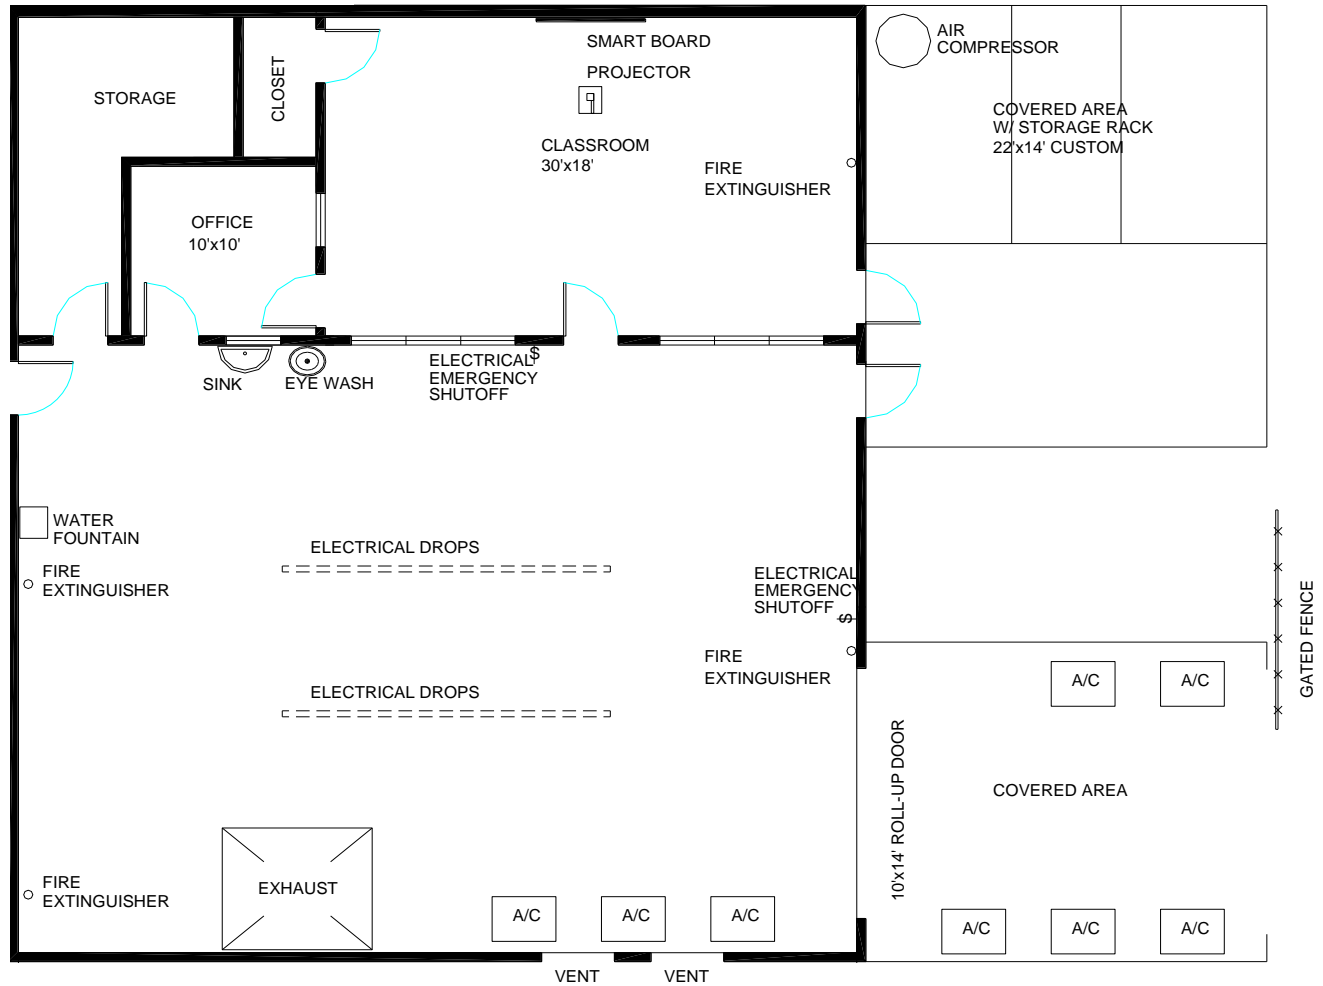 SMART BOARD
AIR
COMPRESSOR
PROJECTOR
CLOSET
STORAGE
COVERED AREA
W/ STORAGE RACK
22'x14' CUSTOM
CLASSROOM
30'x18'
FIRE
EXTINGUISHER
OFFICE
10'x10'
SINK
EYE WASH
ELECTRICAL
$
EMERGENCY
SHUTOFF
WATER
FOUNTAIN
ELECTRICAL DROPS
FIRE
EXTINGUISHER
ELECTRICAL
EMERGENCY
SHUTOFF
$
GATED FENCE
FIRE
EXTINGUISHER
A/C
A/C
ELECTRICAL DROPS
10'x14' ROLL-UP DOOR
COVERED AREA
FIRE
EXTINGUISHER
EXHAUST
A/C
A/C
A/C
A/C
A/C
A/C
VENT
VENT